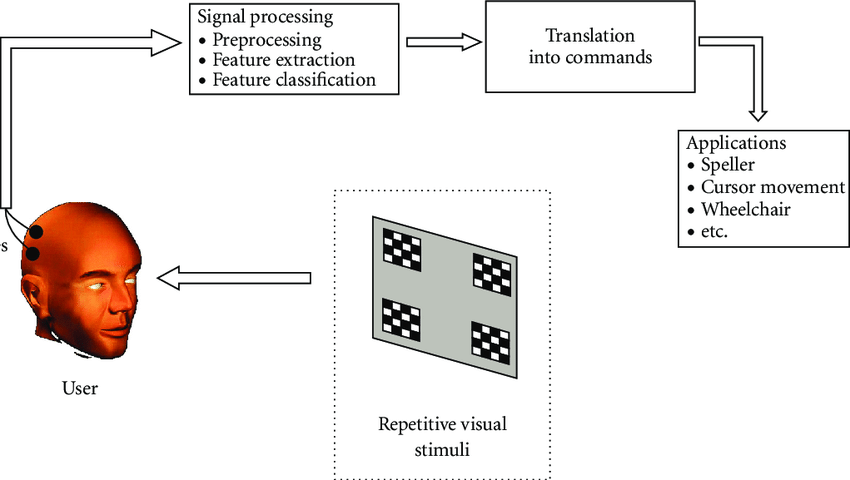 Signal processing
• Preprocessing
• Feature extraction
• Feature classification
Translation
into commands
Applications
• Speller
• Cursor movement
• Wheelchair
• etc.
User
Repetitive visual
stimuli